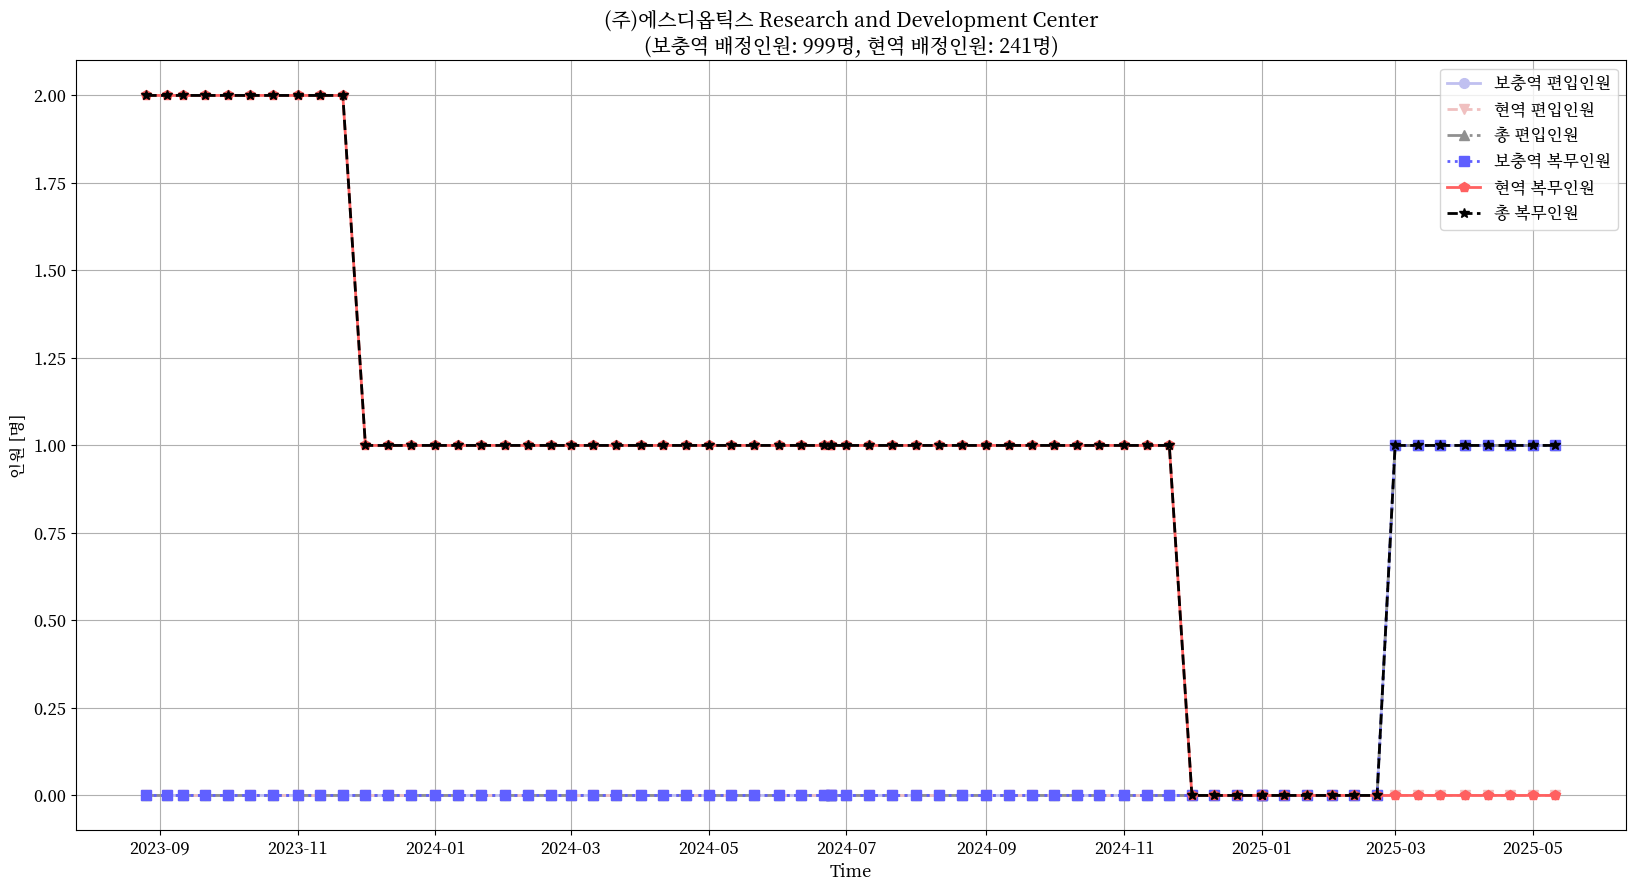 (주)에스디옵틱스 Research and Development Center
(보충역 배정인원: 999명, 현역 배정인원: 241명)
보충역 편입인원
현역 편입인원
총 편입인원
보충역 복무인원
현역 복무인원
총 복무인원
인원 [명]
2.00
1.75
1.50
1.25
1.00
0.75
0.50
0.25
0.00
2023-09
2023-11
2024-01
2024-03
2024-05
2024-07
2024-09
2024-11
2025-01
2025-03
2025-05
Time